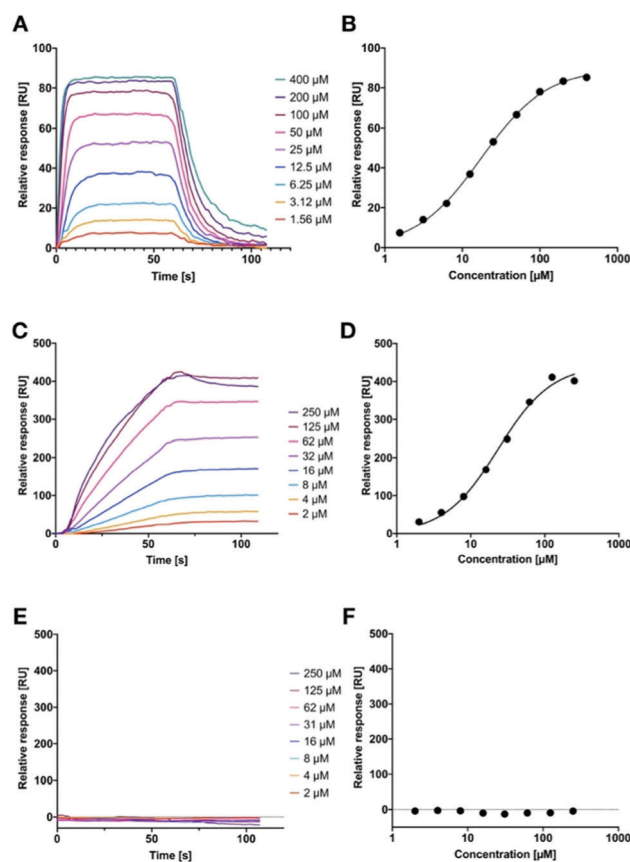 A
Relative response [RU]
100
80
60
40
20
0
0
50
100
Time [s]
400 µM
200 µM
100 µM
50 µM
25 µM
12.5 µM
6.25 µM
3.12 µM
1.56 µM
B
Relative response [RU]
100
80
60
40
20
0
1
10
100
1000
Concentration [µM]
C
Relative response [RU]
500
400
300
200
100
0
0
50
100
Time [s]
250 µM
125 µM
62 µM
32 µM
16 µM
8 µM
4 µM
2 µM
D
Relative response [RU]
500
400
300
200
100
0
1
10
100
1000
Concentration [µM]
E
Relative response [RU]
500
400
300
200
100
0
0
50
100
Time [s]
250 µM
125 µM
62 µM
31 µM
16 µM
8 µM
4 µM
2 µM
F
Relative response [RU]
500
400
300
200
100
0
1
10
100
1000
Concentration [µM]